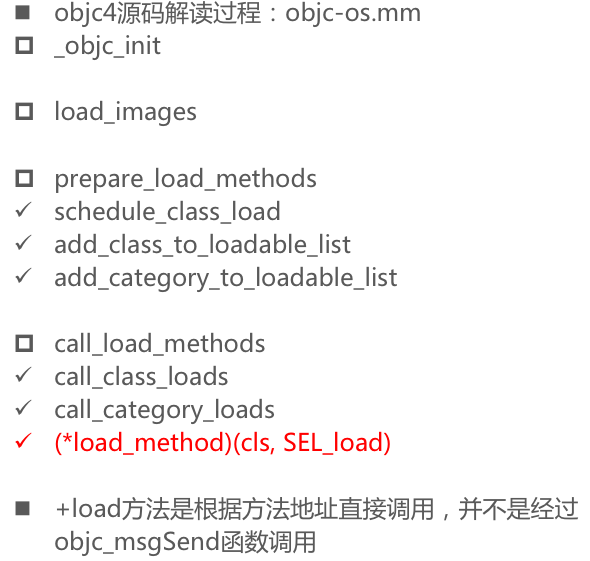 objc4源码解读过程：objc-os.mm
_objc_init
load_images
prepare_load_methods
schedule_class_load
add_class_to_loadable_list
add_category_to_loadable_list
call_load_methods
call_class_loads
call_category_loads
(*load_method)(cls, SEL_load)
+load方法是根据方法地址直接调用，并不是经过
objc_msgSend函数调用